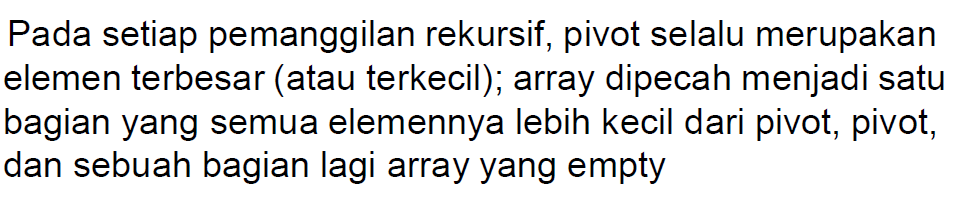 Pada setiap pemanggilan rekursif, pivot selalu merupakan
elemen terbesar (atau terkecil); array dipecah menjadi satu
bagian yang semua elemennya lebih kecil dari pivot, pivot,
dan sebuah bagian lagi array yang empty